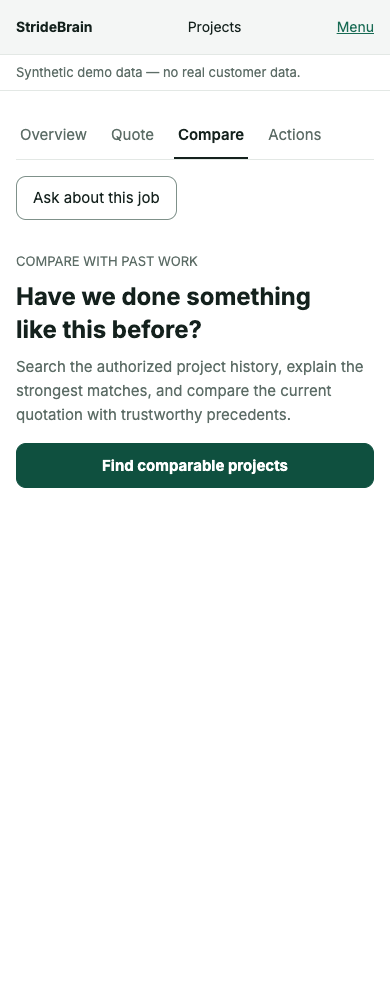 StrideBrain Projects Menu
Synthetic demo data — no real customer data.
Overview Quote Compare Actions
Ask about this job
COMPARE WITH PAST WORK
Have we done something
like this before?
Search the authorized project history, explain the
strongest matches, and compare the current
quotation with trustworthy precedents.
Find comparable projects